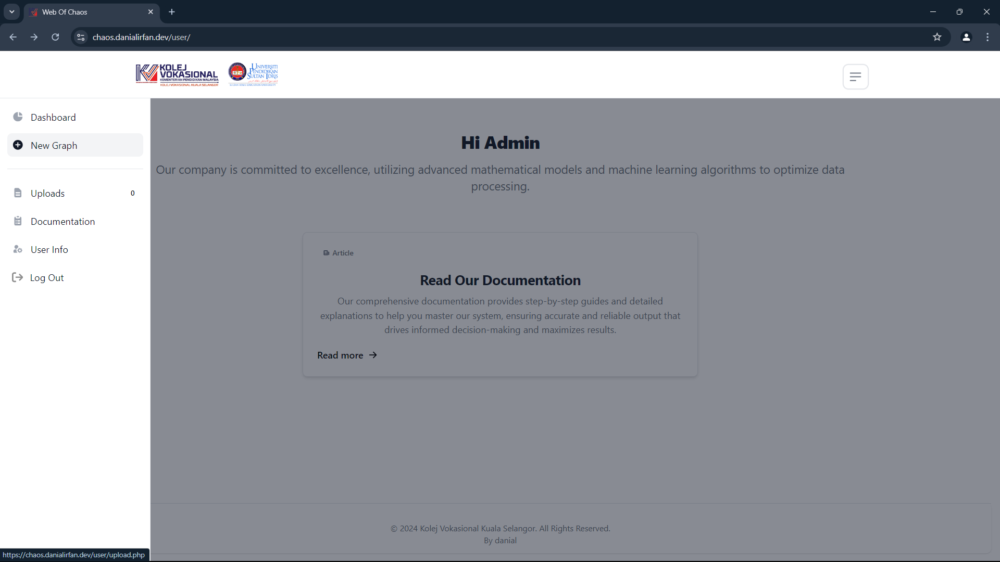 Web Of Chaos
chaos.danialirfan.dev/user/
KOLEJ
VOKASIONAL
KEMENTERIAN PENDIDIKAN MALAYSIA
KOLEJ VOKASIONAL KUALA SELANGOR
UNIVERSITI
PENDIDIKAN
SULTAN IDRIS
SULTAN IDRIS EDUCATION UNIVERSITY
Dashboard
New Graph
Uploads 0
Documentation
User Info
Log Out
Hi Admin
Our company is committed to excellence, utilizing advanced mathematical models and machine learning algorithms to optimize data
processing.
Article
Read Our Documentation
Our comprehensive documentation provides step-by-step guides and detailed
explanations to help you master our system, ensuring accurate and reliable output that
drives informed decision-making and maximizes results.
Read more
© 2024 Kolej Vokasional Kuala Selangor. All Rights Reserved.
By danial
https://chaos.danialirfan.dev/user/upload.php